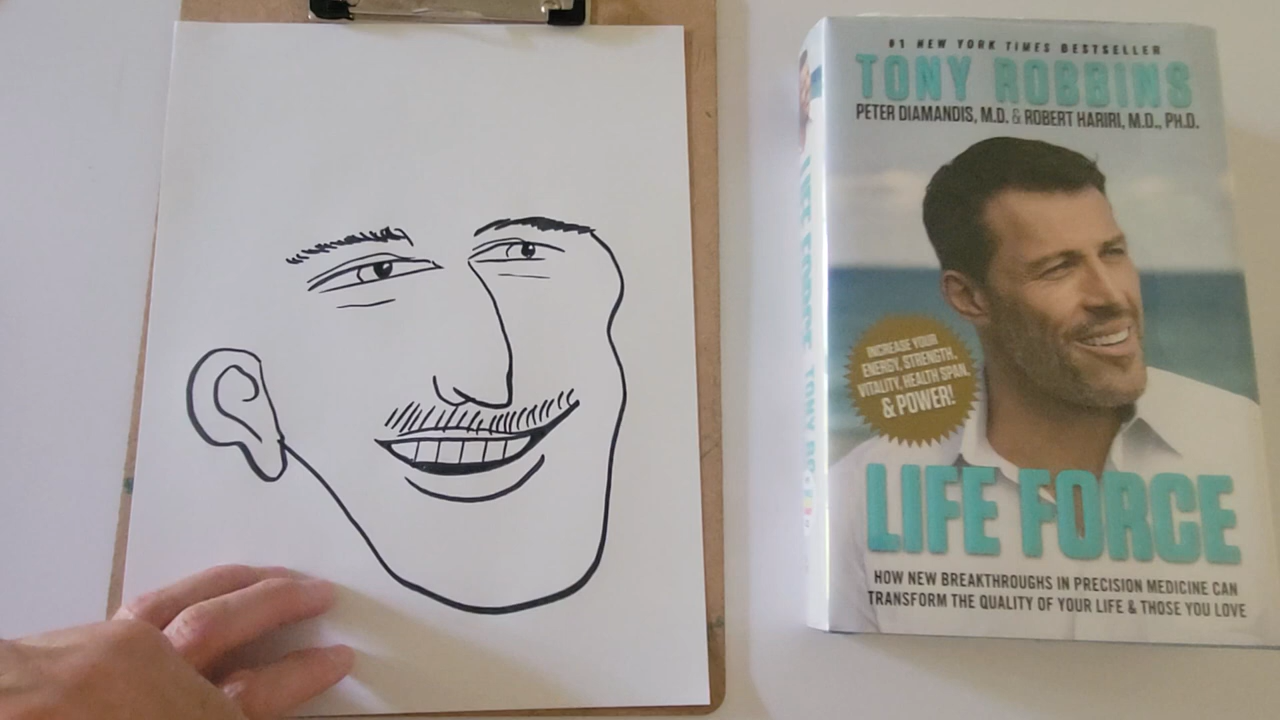 #1 NEW YORK TIMES BESTSELLER
TONY ROBBINS
PETER DIAMANDIS, M.D. & ROBERT HARIRI, M.D., PH.D.
INCREASE YOUR
ENERGY, STRENGTH,
VITALITY, HEALTH SPAN,
& POWER!
LIFE FORCE
HOW NEW BREAKTHROUGHS IN PRECISION MEDICINE CAN
TRANSFORM THE QUALITY OF YOUR LIFE & THOSE YOU LOVE
LIFE FORCE TONY